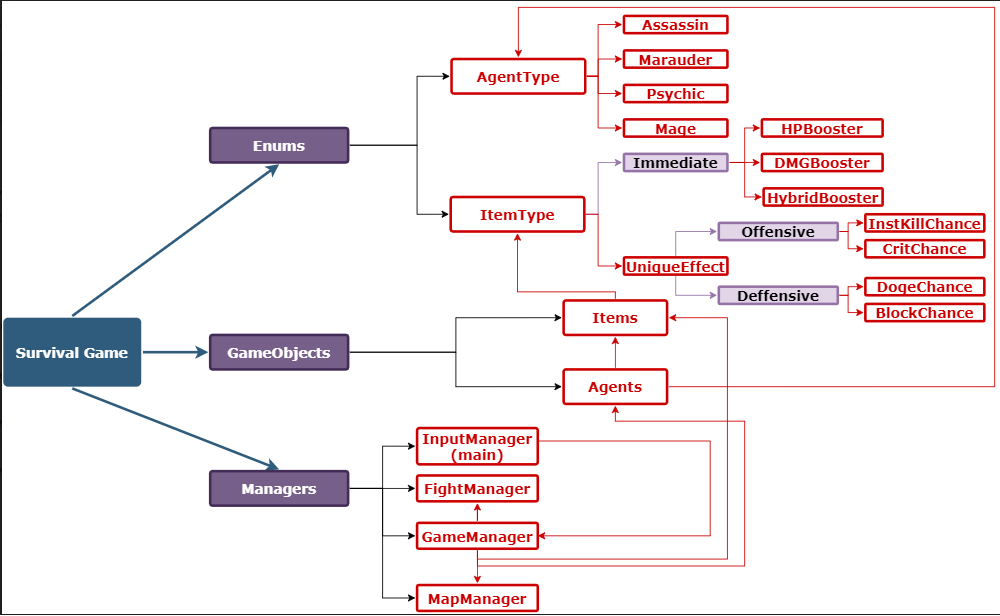 Survival Game
Enums
AgentType
Assassin
Marauder
Psychic
Mage
ItemType
Immediate
HPBooster
DMGBooster
HybridBooster
UniqueEffect
Offensive
InstKillChance
CritChance
Deffensive
DogeChance
BlockChance
GameObjects
Items
Agents
Managers
InputManager
(main)
FightManager
GameManager
MapManager